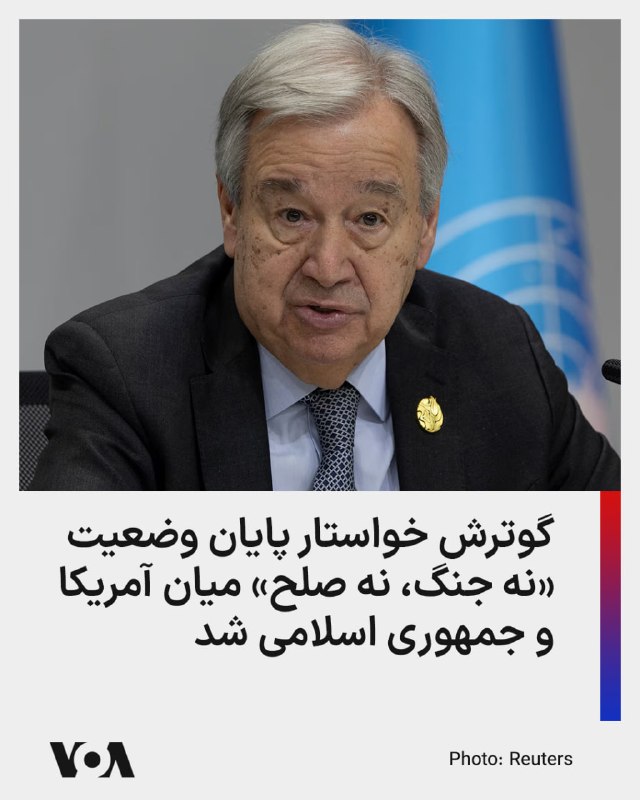 گوترش خواستار پایان وضعیت
«نه جنگ، نه صلح» میان آمریکا
و جمهوری اسلامی شد
VOA
Photo: Reuters